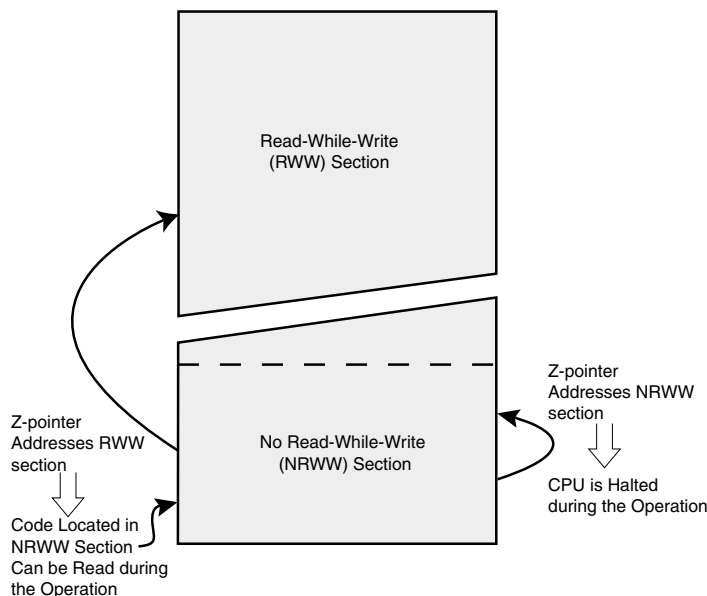 Read-While-Write
(RWW) Section
Z-pointer
Addresses NRWW
section
CPU is Halted
during the Operation
No Read-While-Write
(NRWW) Section
Z-pointer
Addresses RWW
section
Code Located in
NRWW Section
Can be Read during
the Operation